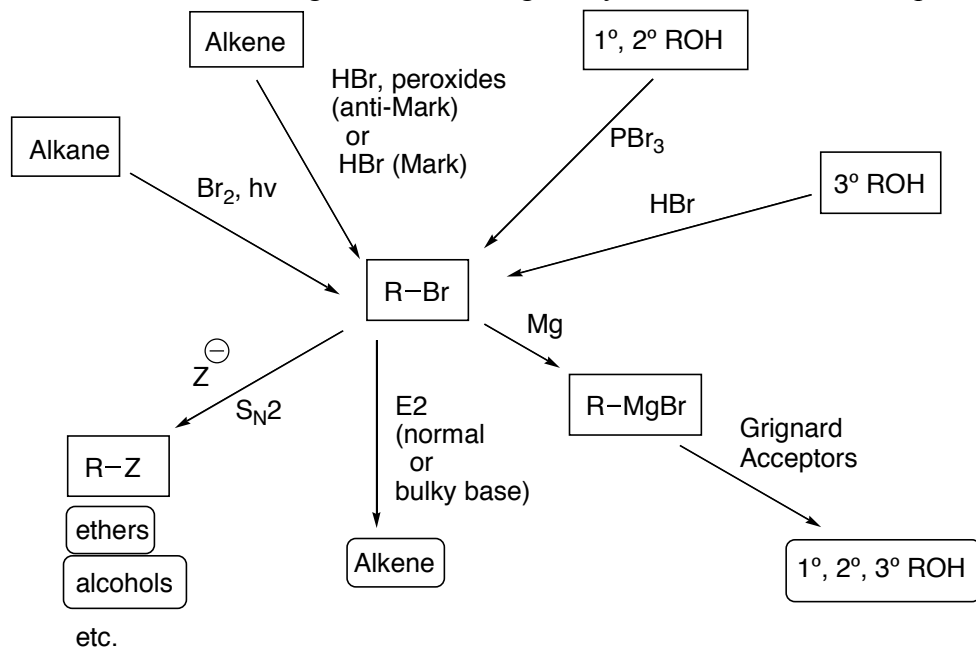 Alkene
1º, 2º ROH
HBr, peroxides
(anti-Mark)
or
HBr (Mark)
Alkane
PBr₃
3º ROH
Br₂, hv
HBr
R–Br
Mg
Z⊖
S_N2
E2
(normal
or
bulky base)
R–MgBr
Grignard
Acceptors
R–Z
ethers
alcohols
etc.
Alkene
1º, 2º, 3º ROH